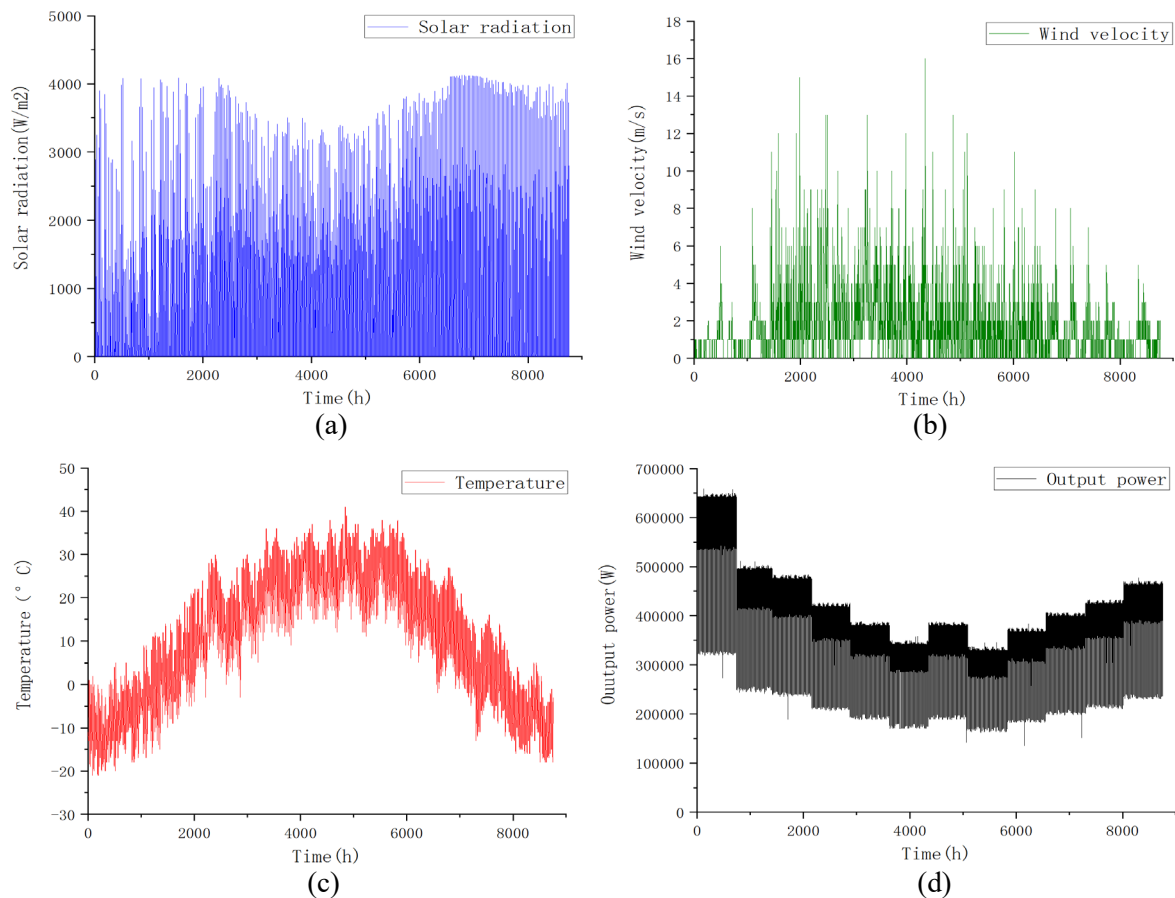 5000
4000
3000
2000
1000
0
Solar radiation(W/m2)
Solar radiation
0 2000 4000 6000 8000
Time(h)
(a)
18
16
14
12
10
8
6
4
2
0
Wind velocity(m/s)
Wind velocity
0 2000 4000 6000 8000
Time(h)
(b)
50
40
30
20
10
0
-10
-20
-30
Temperature(° C)
Temperature
0 2000 4000 6000 8000
Time(h)
(c)
700000
600000
500000
400000
300000
200000
100000
0
Ouutput power(W)
Output power
0 2000 4000 6000 8000
Time(h)
(d)